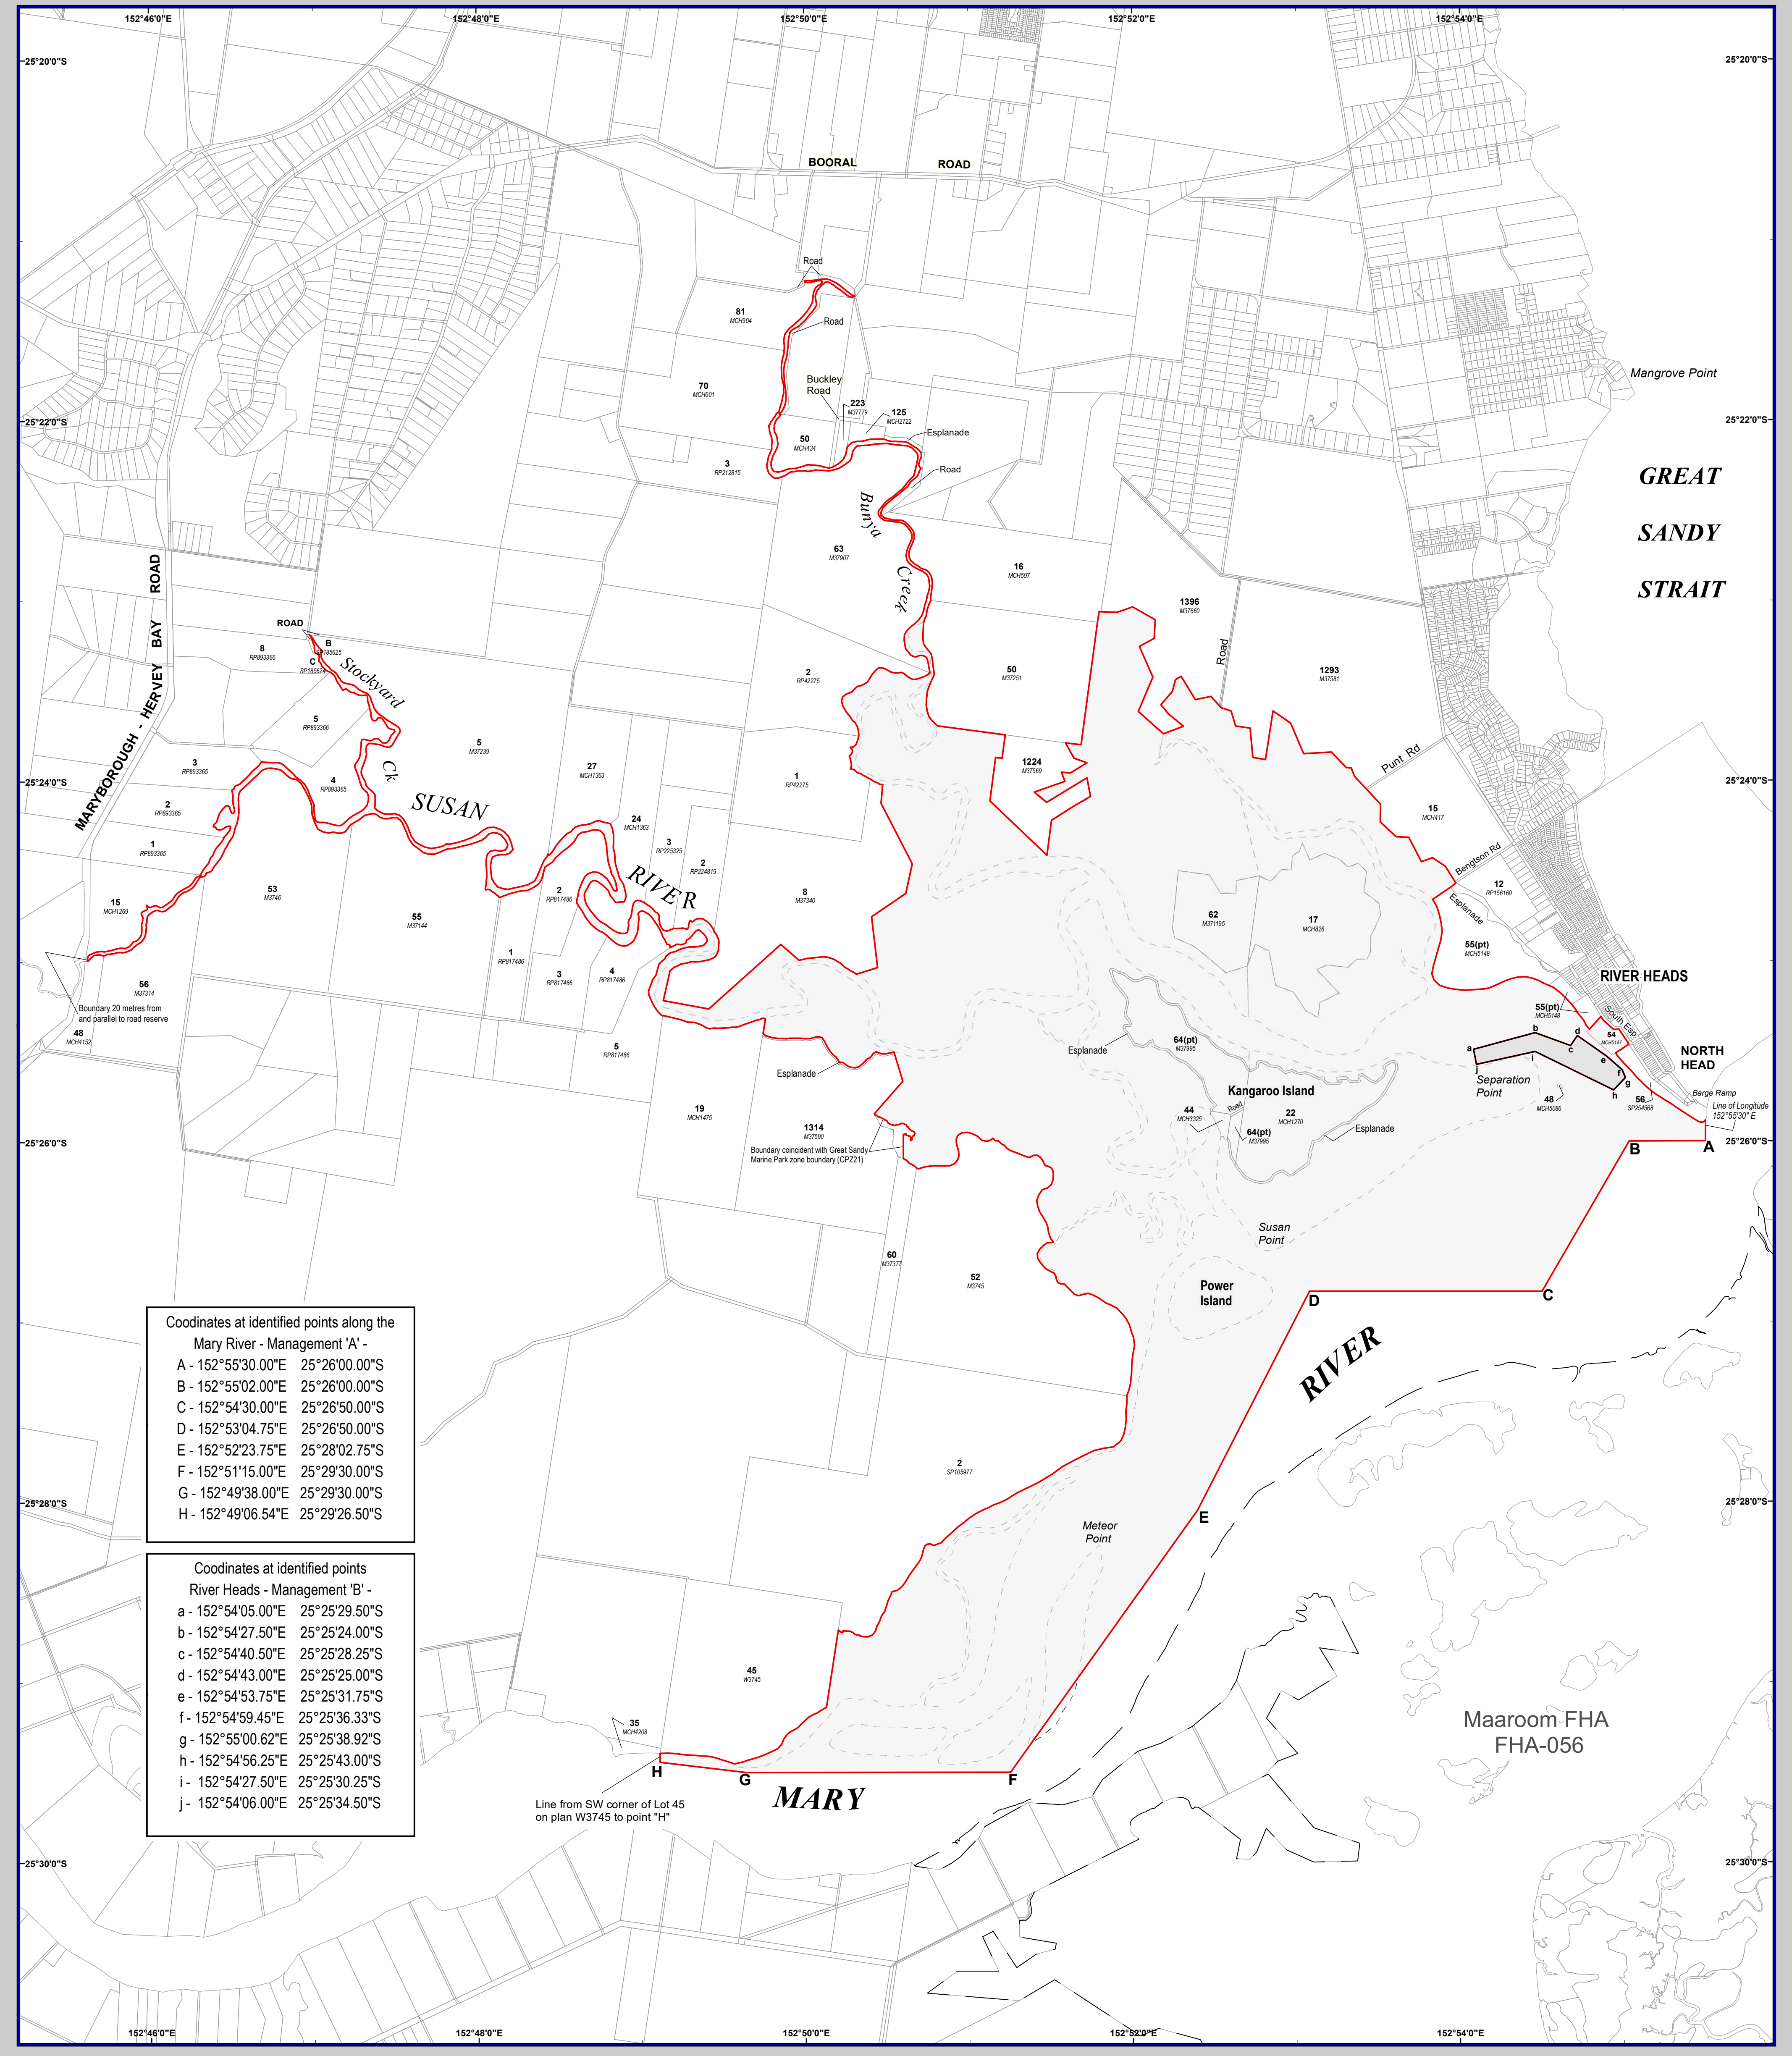 152°46'0"E
152°48'0"E
152°50'0"E
152°52'0"E
152°54'0"E
25°20'0"S
25°20'0"S
BOORAL ROAD
Road
81
MCH904
Road
Mangrove Point
70
MCH601
Buckley
Road
223
M37779
125
MCH2722
25°22'0"S
25°22'0"S
Esplanade
50
MCH434
3
RP212815
Road
GREAT
SANDY
STRAIT
Bunya
Creek
63
M37907
16
MCH597
1396
M37660
MARYBOROUGH - HERVEY BAY ROAD
ROAD
B
SP185625
C
SP185624
8
RP893366
Stockyard
Ck
2
RP42275
50
M37251
Road
1293
M37581
5
RP893366
5
M37239
3
RP893365
27
MCH1363
1224
M37569
Punt Rd
25°24'0"S
25°24'0"S
4
RP893365
1
RP42275
2
RP893365
SUSAN
RIVER
24
MCH1363
15
MCH417
1
RP893365
3
RP225325
2
RP224819
Bengtson Rd
53
M3746
2
RP817486
8
M37340
12
RP156160
15
MCH1269
55
M37144
62
M371195
17
MCH826
Esplanade
55(pt)
MCH5148
1
RP817486
3
RP817486
4
RP817486
RIVER HEADS
56
M37314
Boundary 20 metres from
and parallel to road reserve
55(pt)
MCH5148
South Esp
48
MCH4152
5
RP817486
Esplanade
64(pt)
M37995
b
d
54
MCH5147
a
i
c
e
NORTH
HEAD
Esplanade
j
f
g
Separation
Point
h
Kangaroo Island
48
MCH5086
56
SP254568
Barge Ramp
Line of Longitude
152°55'30" E
19
MCH1475
44
MCH3325
Road
22
MCH1270
1314
M37590
64(pt)
M37995
Esplanade
25°26'0"S
25°26'0"S
Boundary coincident with Great Sandy
Marine Park zone boundary (CPZ21)
B
A
Susan
Point
60
M37377
52
M3745
Power
Island
D
C
RIVER
Coodinates at identified points along the
Mary River - Management 'A' -
A - 152°55'30.00"E 25°26'00.00"S
B - 152°55'02.00"E 25°26'00.00"S
C - 152°54'30.00"E 25°26'50.00"S
D - 152°53'04.75"E 25°26'50.00"S
E - 152°52'23.75"E 25°28'02.75"S
F - 152°51'15.00"E 25°29'30.00"S
G - 152°49'38.00"E 25°29'30.00"S
H - 152°49'06.54"E 25°29'26.50"S
2
SP105977
25°28'0"S
25°28'0"S
E
Meteor
Point
Coodinates at identified points
River Heads - Management 'B' -
a - 152°54'05.00"E 25°25'29.50"S
b - 152°54'27.50"E 25°25'24.00"S
c - 152°54'40.50"E 25°25'28.25"S
d - 152°54'43.00"E 25°25'25.00"S
e - 152°54'53.75"E 25°25'31.75"S
f - 152°54'59.45"E 25°25'36.33"S
g - 152°55'00.62"E 25°25'38.92"S
h - 152°54'56.25"E 25°25'43.00"S
i - 152°54'27.50"E 25°25'30.25"S
j - 152°54'06.00"E 25°25'34.50"S
45
W3745
35
MCH4208
Maaroom FHA
FHA-056
H
G
F
MARY
Line from SW corner of Lot 45
on plan W3745 to point "H"
25°30'0"S
25°30'0"S
152°46'0"E
152°48'0"E
152°50'0"E
152°52'0"E
152°54'0"E